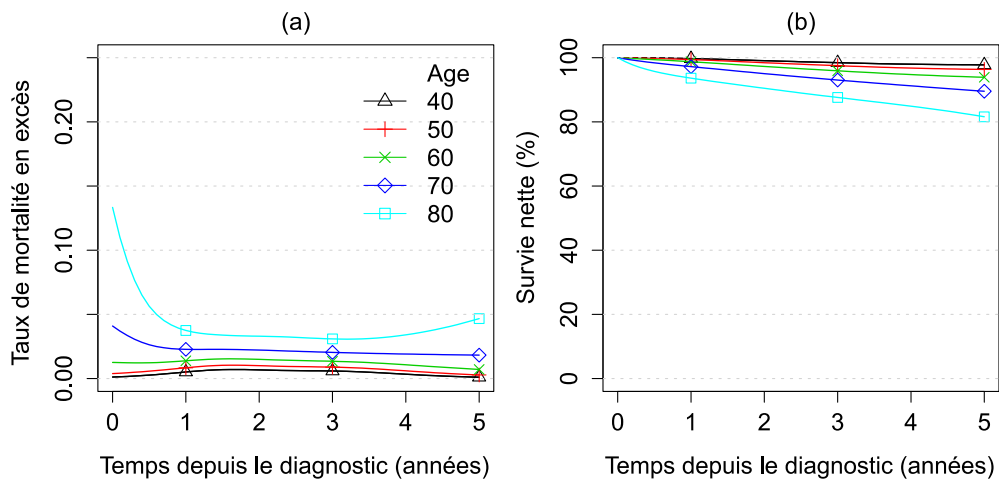 (a)
Taux de mortalité en excès
0.00
0.10
0.20
Age
40
50
60
70
80
0 1 2 3 4 5
Temps depuis le diagnostic (années)
(b)
Survie nette (%)
0
20
40
60
80
100
0 1 2 3 4 5
Temps depuis le diagnostic (années)